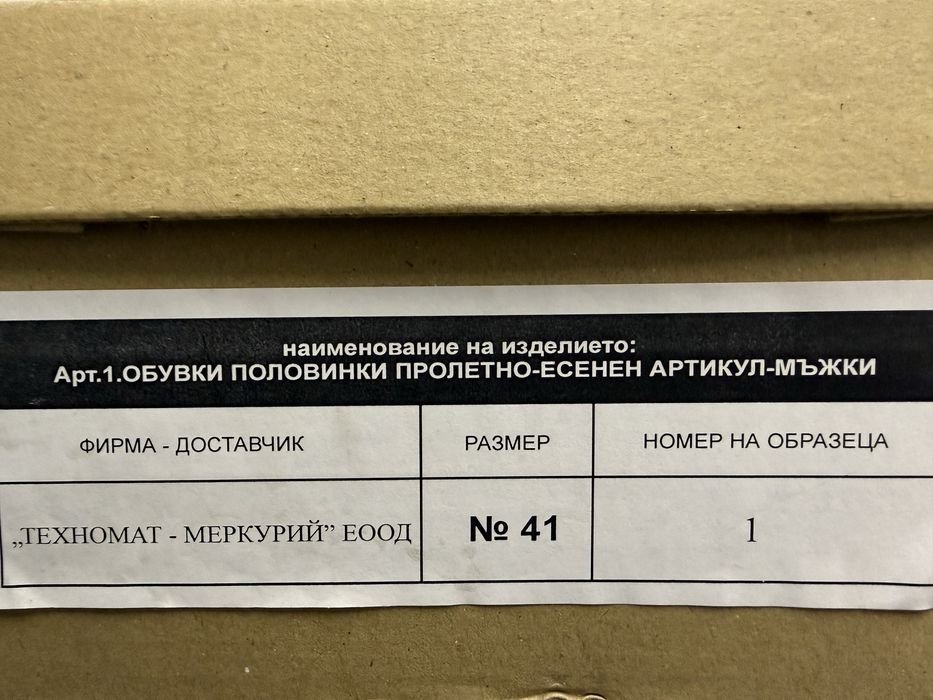 наименование на изделието:
Арт.1.ОБУВКИ ПОЛОВИНКИ ПРОЛЕТНО-ЕСЕНЕН АРТИКУЛ-МЪЖКИ
ФИРМА - ДОСТАВЧИК РАЗМЕР НОМЕР НА ОБРАЗЕЦА
„ТЕХНОМАТ - МЕРКУРИЙ” ЕООД № 41 1